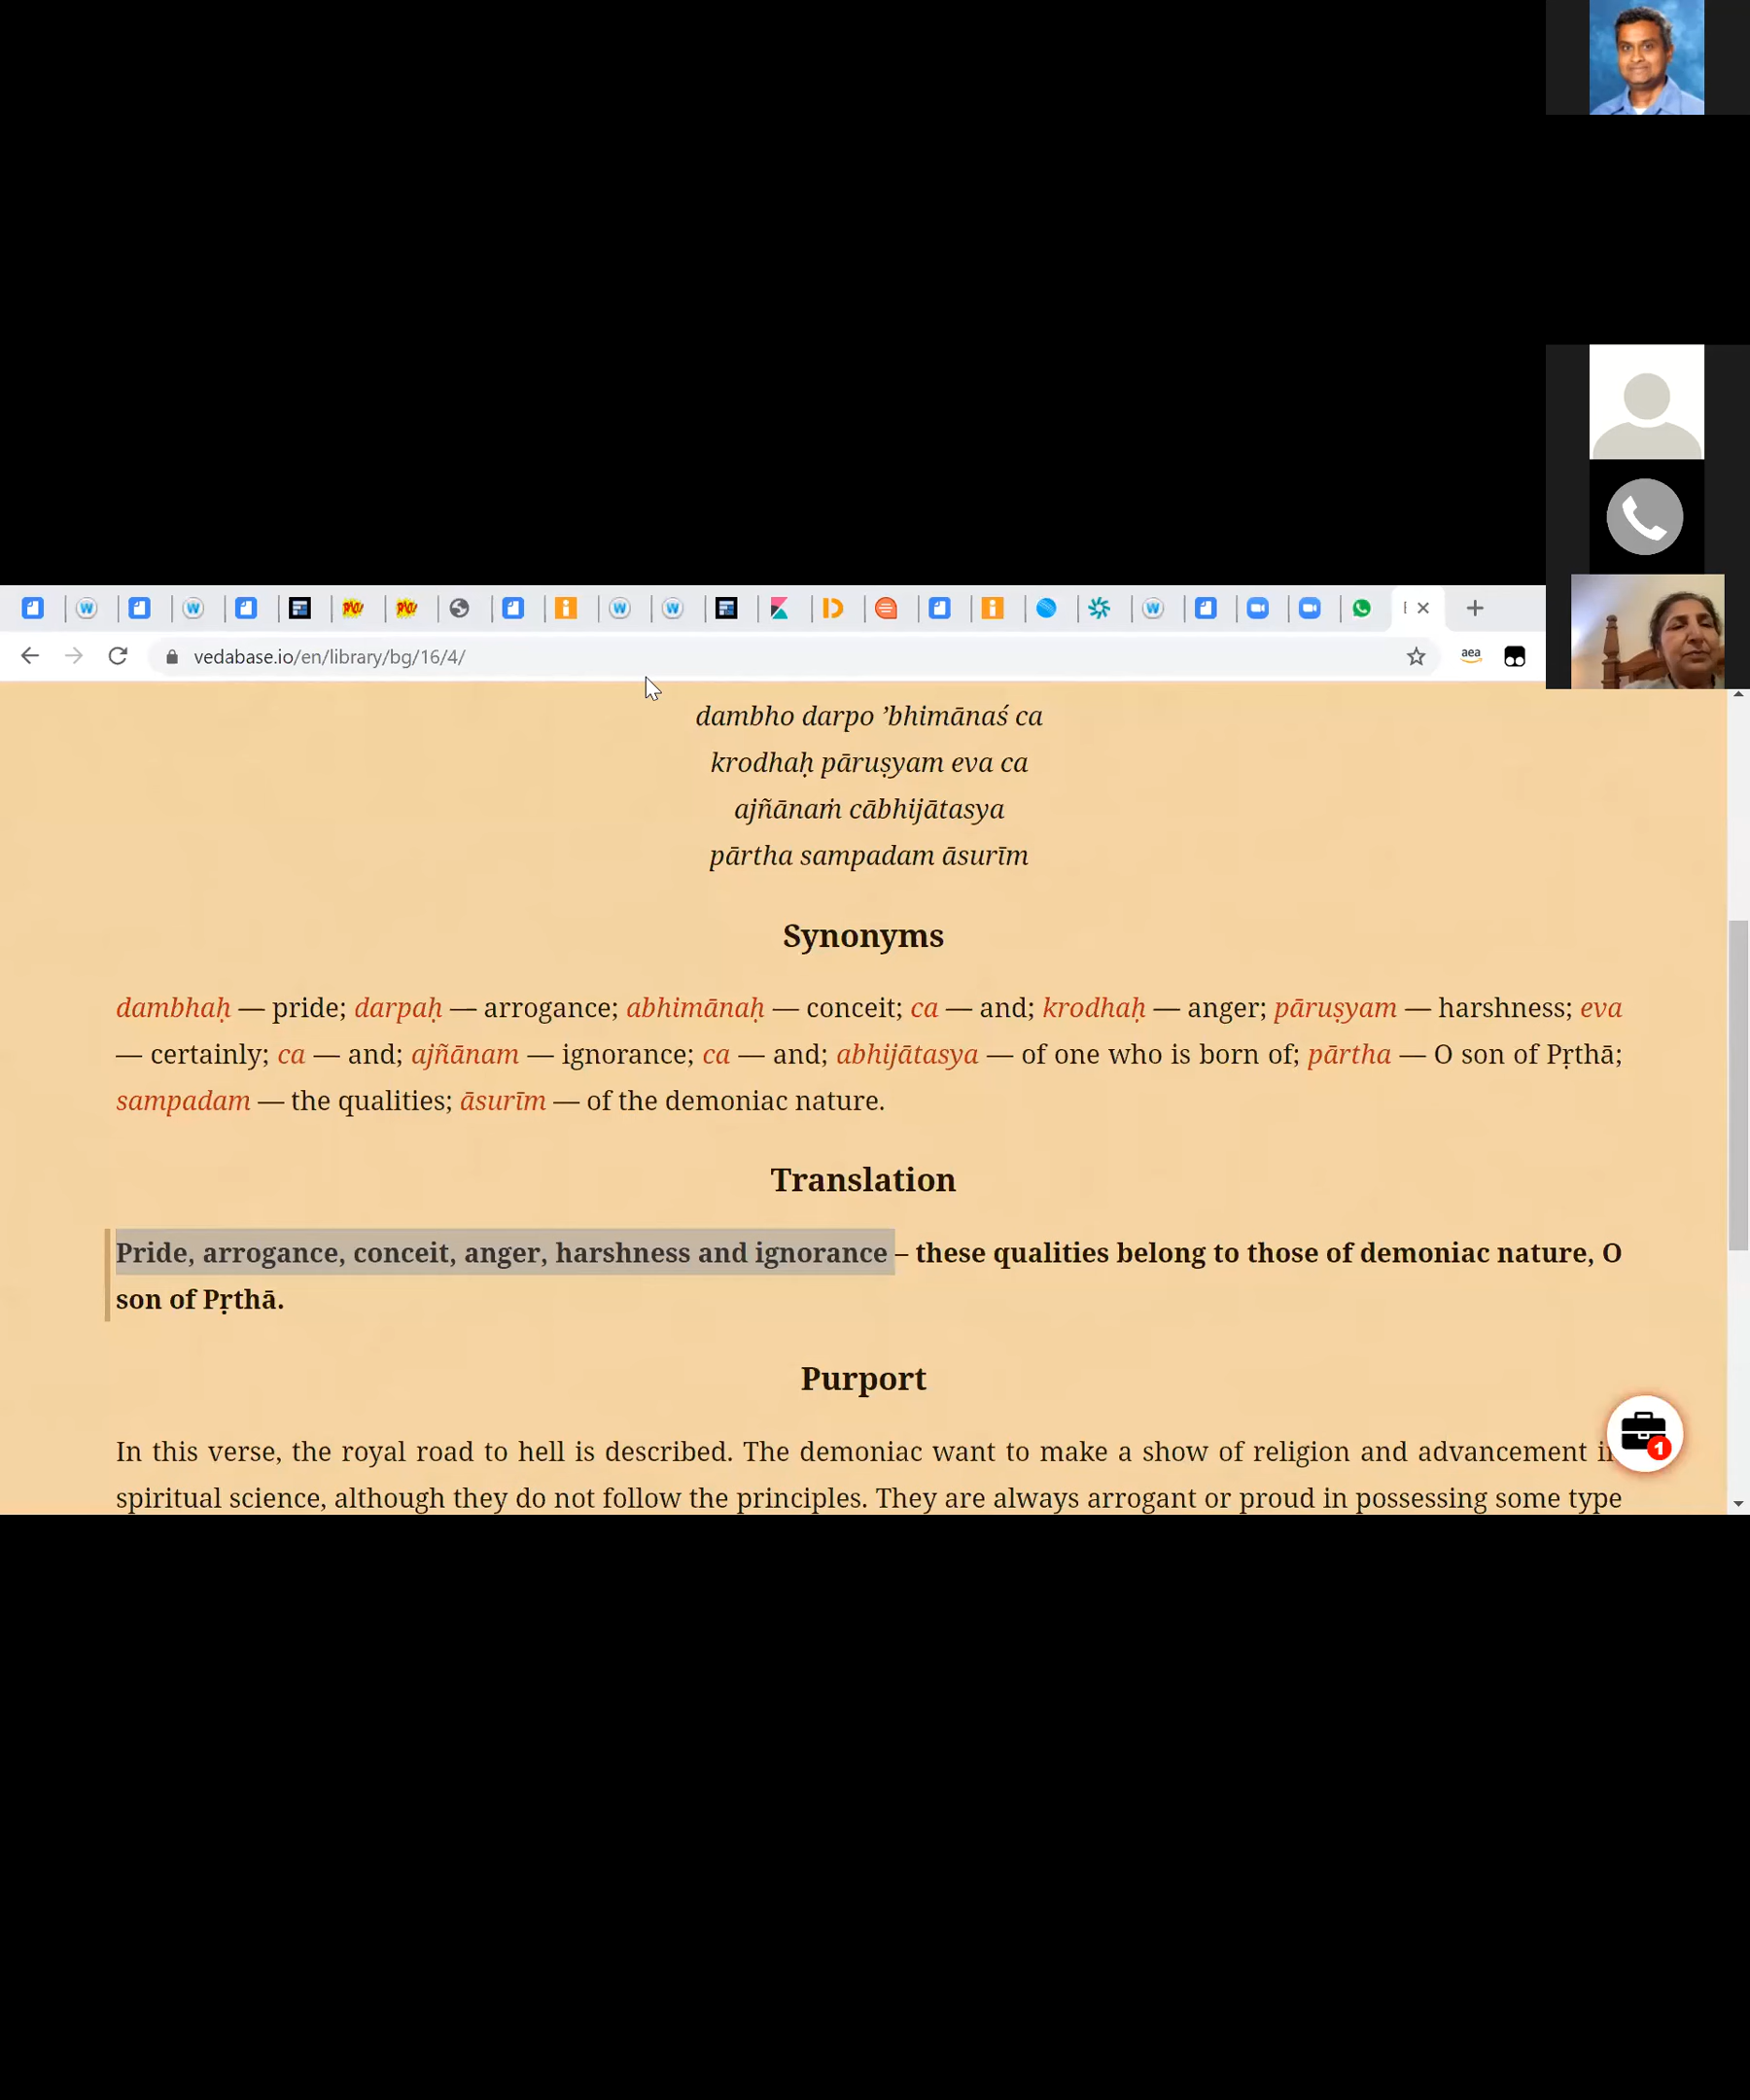 vedabase.io/en/library/bg/16/4/
aea
dambho darpo ’bhimānaś ca
krodhaḥ pāruṣyam eva ca
ajñānaṁ cābhijātasya
pārtha sampadam āsurīm
Synonyms
dambhaḥ — pride; darpaḥ — arrogance; abhimānaḥ — conceit; ca — and; krodhaḥ — anger; pāruṣyam — harshness; eva
— certainly; ca — and; ajñānam — ignorance; ca — and; abhijātasya — of one who is born of; pārtha — O son of Pṛthā;
sampadam — the qualities; āsurīm — of the demoniac nature.
Translation
Pride, arrogance, conceit, anger, harshness and ignorance – these qualities belong to those of demoniac nature, O
son of Pṛthā.
Purport
In this verse, the royal road to hell is described. The demoniac want to make a show of religion and advancement
1
spiritual science, although they do not follow the principles. They are always arrogant or proud in possessing some type